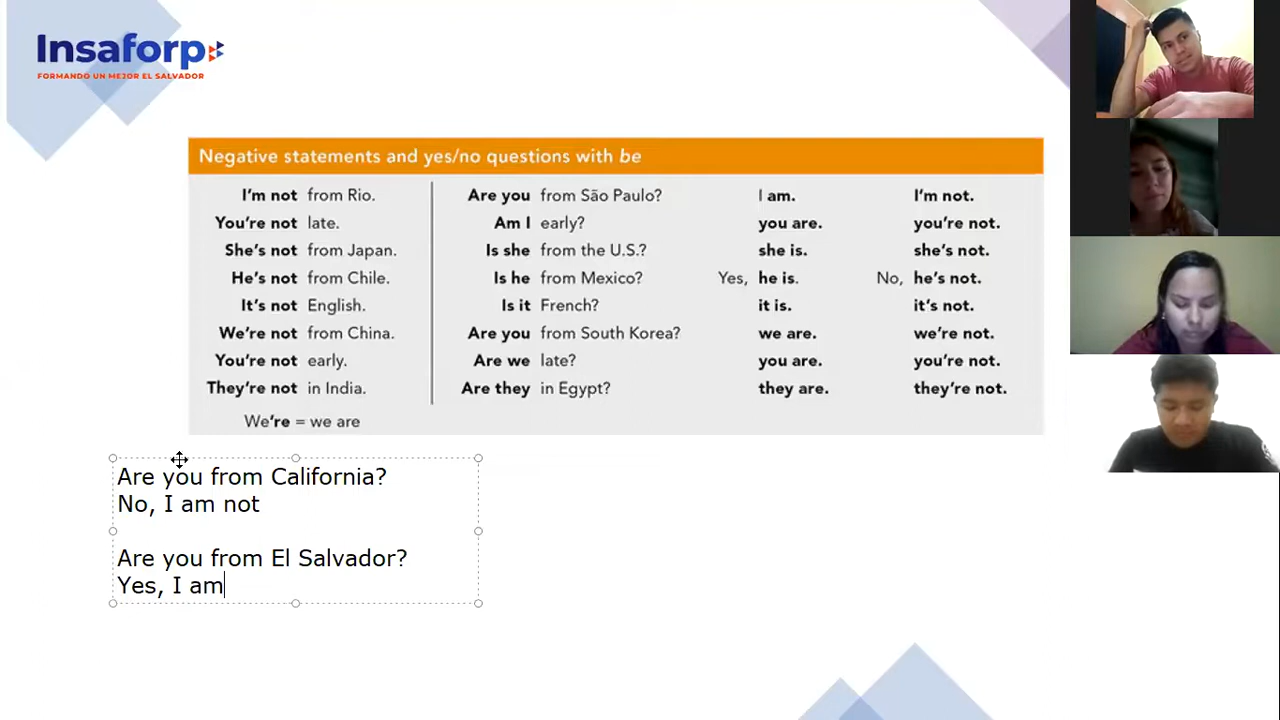 Insaforp
FORMANDO UN MEJOR EL SALVADOR
Negative statements and yes/no questions with be
I'm not from Rio. Are you from São Paulo? I am. I'm not.
You're not late. Am I early? you are. you're not.
She's not from Japan. Is she from the U.S.? she is. she's not.
He's not from Chile. Is he from Mexico? Yes, he is. No, he's not.
It's not English. Is it French? it is. it's not.
We're not from China. Are you from South Korea? we are. we're not.
You're not early. Are we late? you are. you're not.
They're not in India. Are they in Egypt? they are. they're not.
We're = we are
Are you from California?
No, I am not
Are you from El Salvador?
Yes, I am